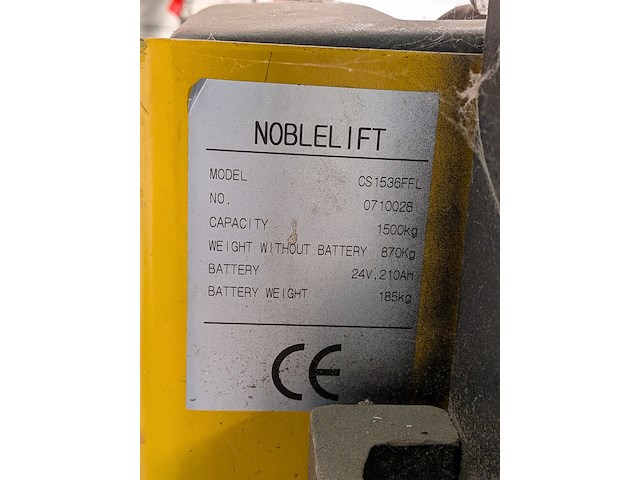 NOBLELIFT
MODEL CS1536FFL
NO. 0710028
CAPACITY 1500kg
WEIGHT WITHOUT BATTERY 870Kg
BATTERY 24V,210Ah
BATTERY WEIGHT 185kg
CE